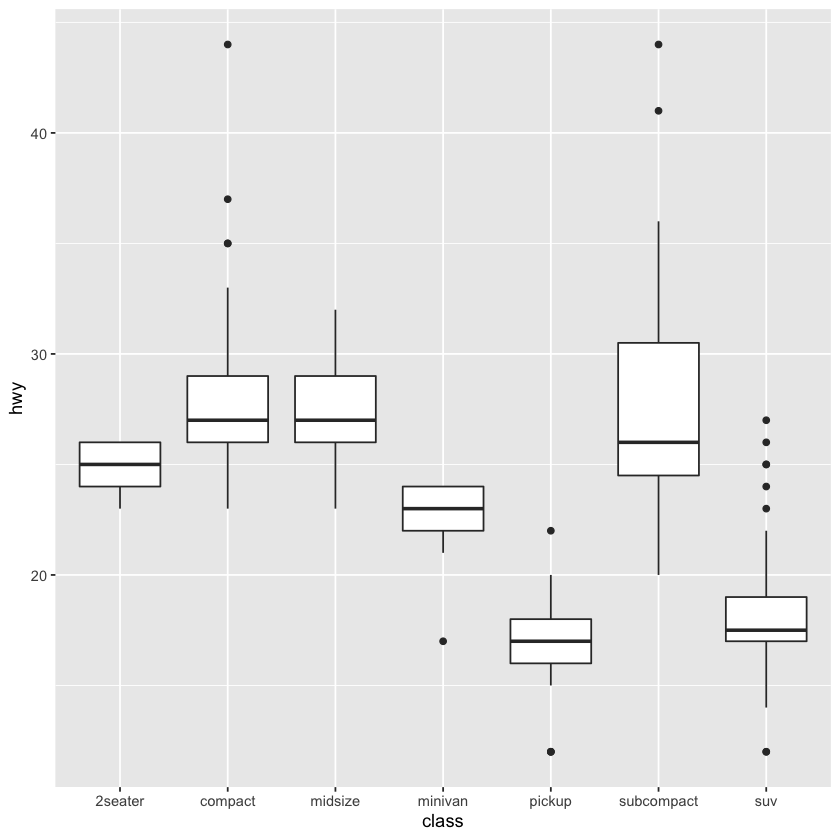 hwy
40
30
20
2seater compact midsize minivan pickup subcompact suv
class